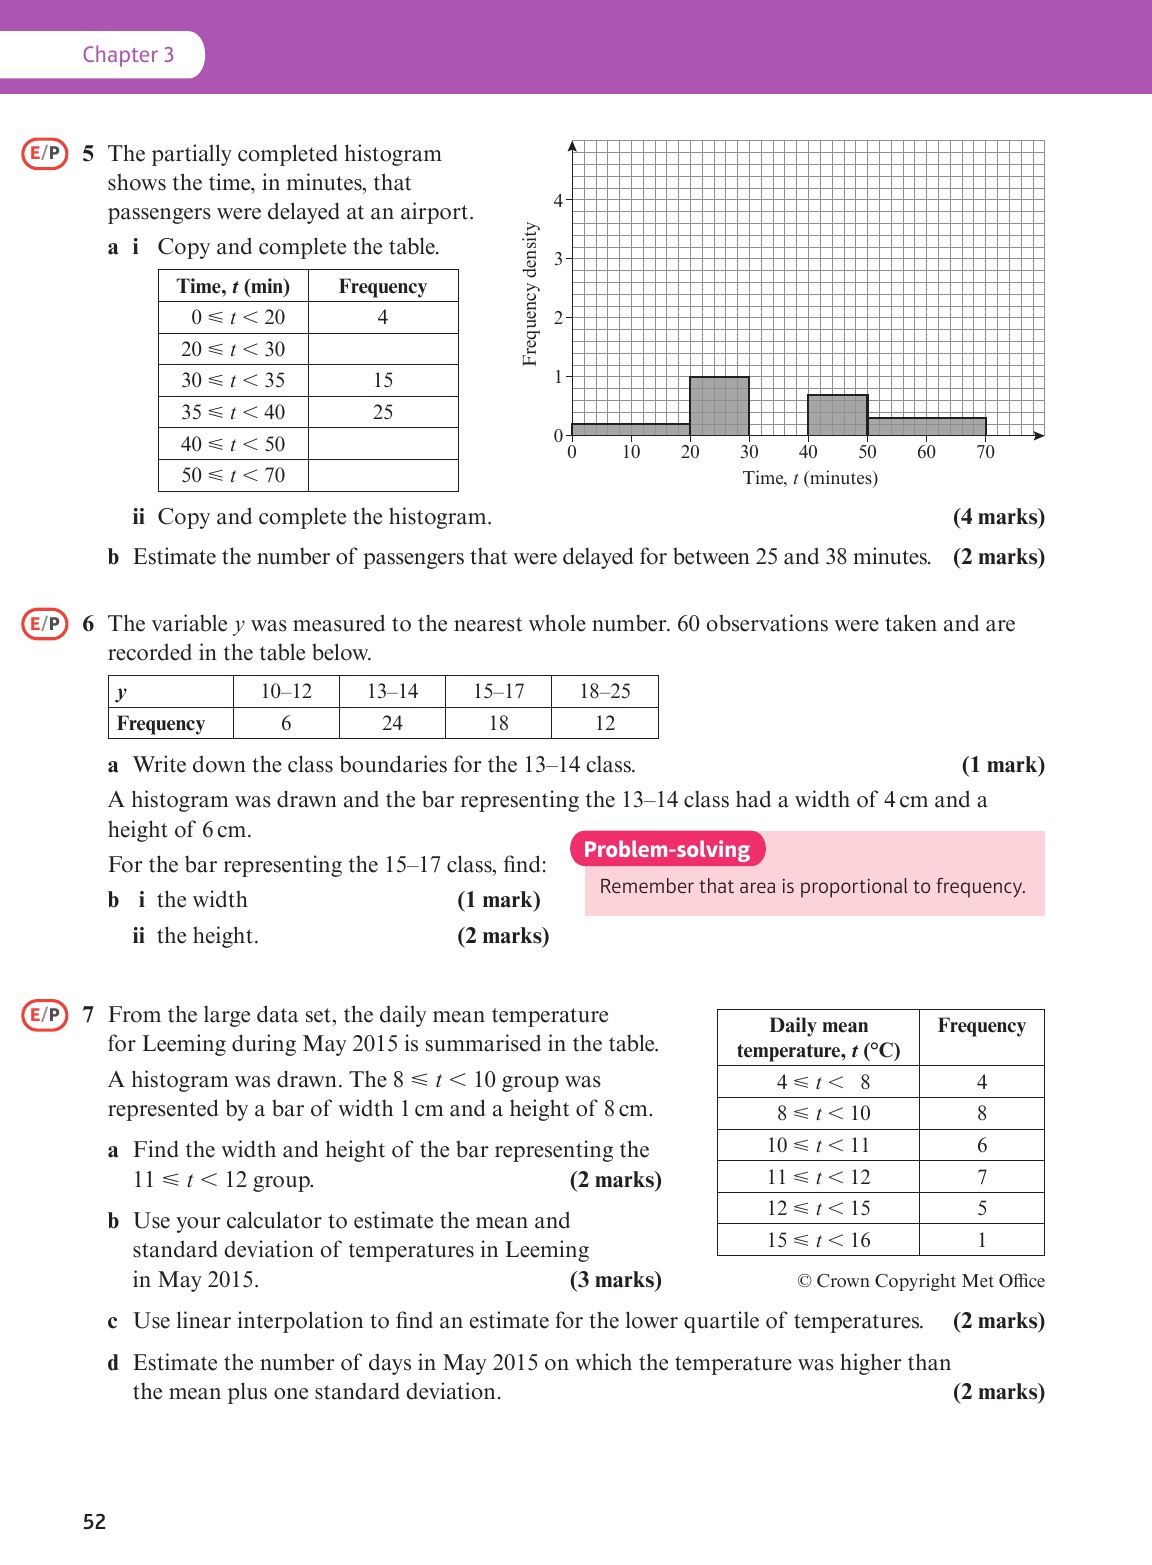 Chapter 3
E/P 5 The partially completed histogram
shows the time, in minutes, that
passengers were delayed at an airport.
a i Copy and complete the table.
Time, t (min) Frequency
0 ⩽ t < 20 4
20 ⩽ t < 30
30 ⩽ t < 35 15
35 ⩽ t < 40 25
40 ⩽ t < 50
50 ⩽ t < 70
Frequency density
4
3
2
1
0
0 10 20 30 40 50 60 70
Time, t (minutes)
ii Copy and complete the histogram. (4 marks)
b Estimate the number of passengers that were delayed for between 25 and 38 minutes. (2 marks)
E/P 6 The variable y was measured to the nearest whole number. 60 observations were taken and are
recorded in the table below.
y 10–12 13–14 15–17 18–25
Frequency 6 24 18 12
a Write down the class boundaries for the 13–14 class. (1 mark)
A histogram was drawn and the bar representing the 13–14 class had a width of 4 cm and a
height of 6 cm.
For the bar representing the 15–17 class, find:
b i the width (1 mark)
ii the height. (2 marks)
Problem-solving
Remember that area is proportional to frequency.
E/P 7 From the large data set, the daily mean temperature
for Leeming during May 2015 is summarised in the table.
A histogram was drawn. The 8 ⩽ t < 10 group was
represented by a bar of width 1 cm and a height of 8 cm.
a Find the width and height of the bar representing the
11 ⩽ t < 12 group. (2 marks)
b Use your calculator to estimate the mean and
standard deviation of temperatures in Leeming
in May 2015. (3 marks)
Daily mean Frequency
temperature, t (°C)
4 ⩽ t < 8 4
8 ⩽ t < 10 8
10 ⩽ t < 11 6
11 ⩽ t < 12 7
12 ⩽ t < 15 5
15 ⩽ t < 16 1
© Crown Copyright Met Office
c Use linear interpolation to find an estimate for the lower quartile of temperatures. (2 marks)
d Estimate the number of days in May 2015 on which the temperature was higher than
the mean plus one standard deviation. (2 marks)
52